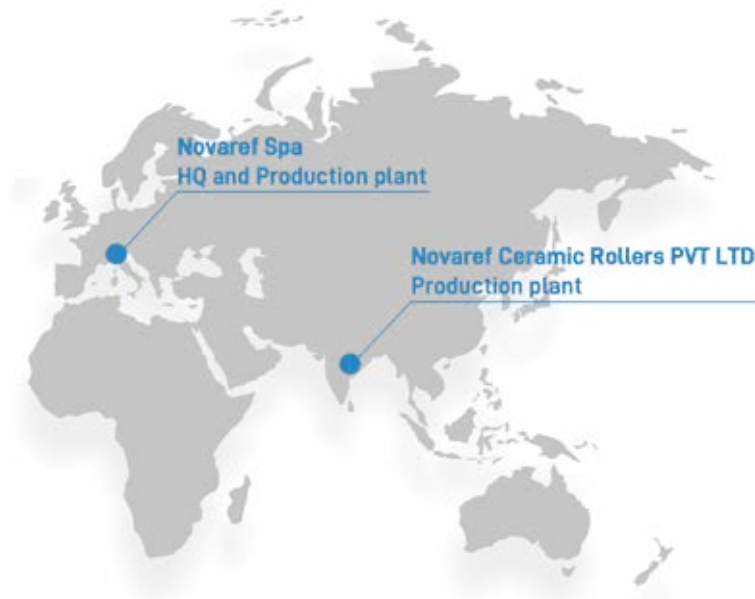 Novaref Spa
HQ and Production plant
Novaref Ceramic Rollers PVT LTD
Production plant